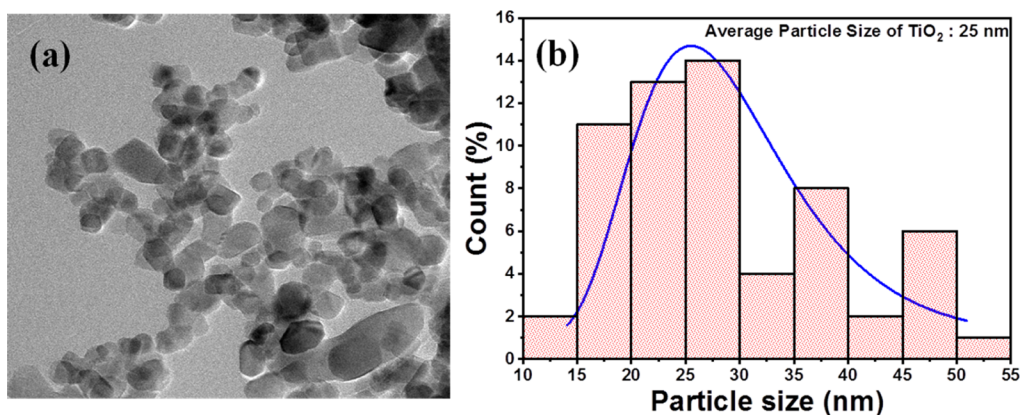 (a)
(b)
Average Particle Size of TiO₂ : 25 nm
Count (%)
16
14
12
10
8
6
4
2
0
10 15 20 25 30 35 40 45 50 55
Particle size (nm)